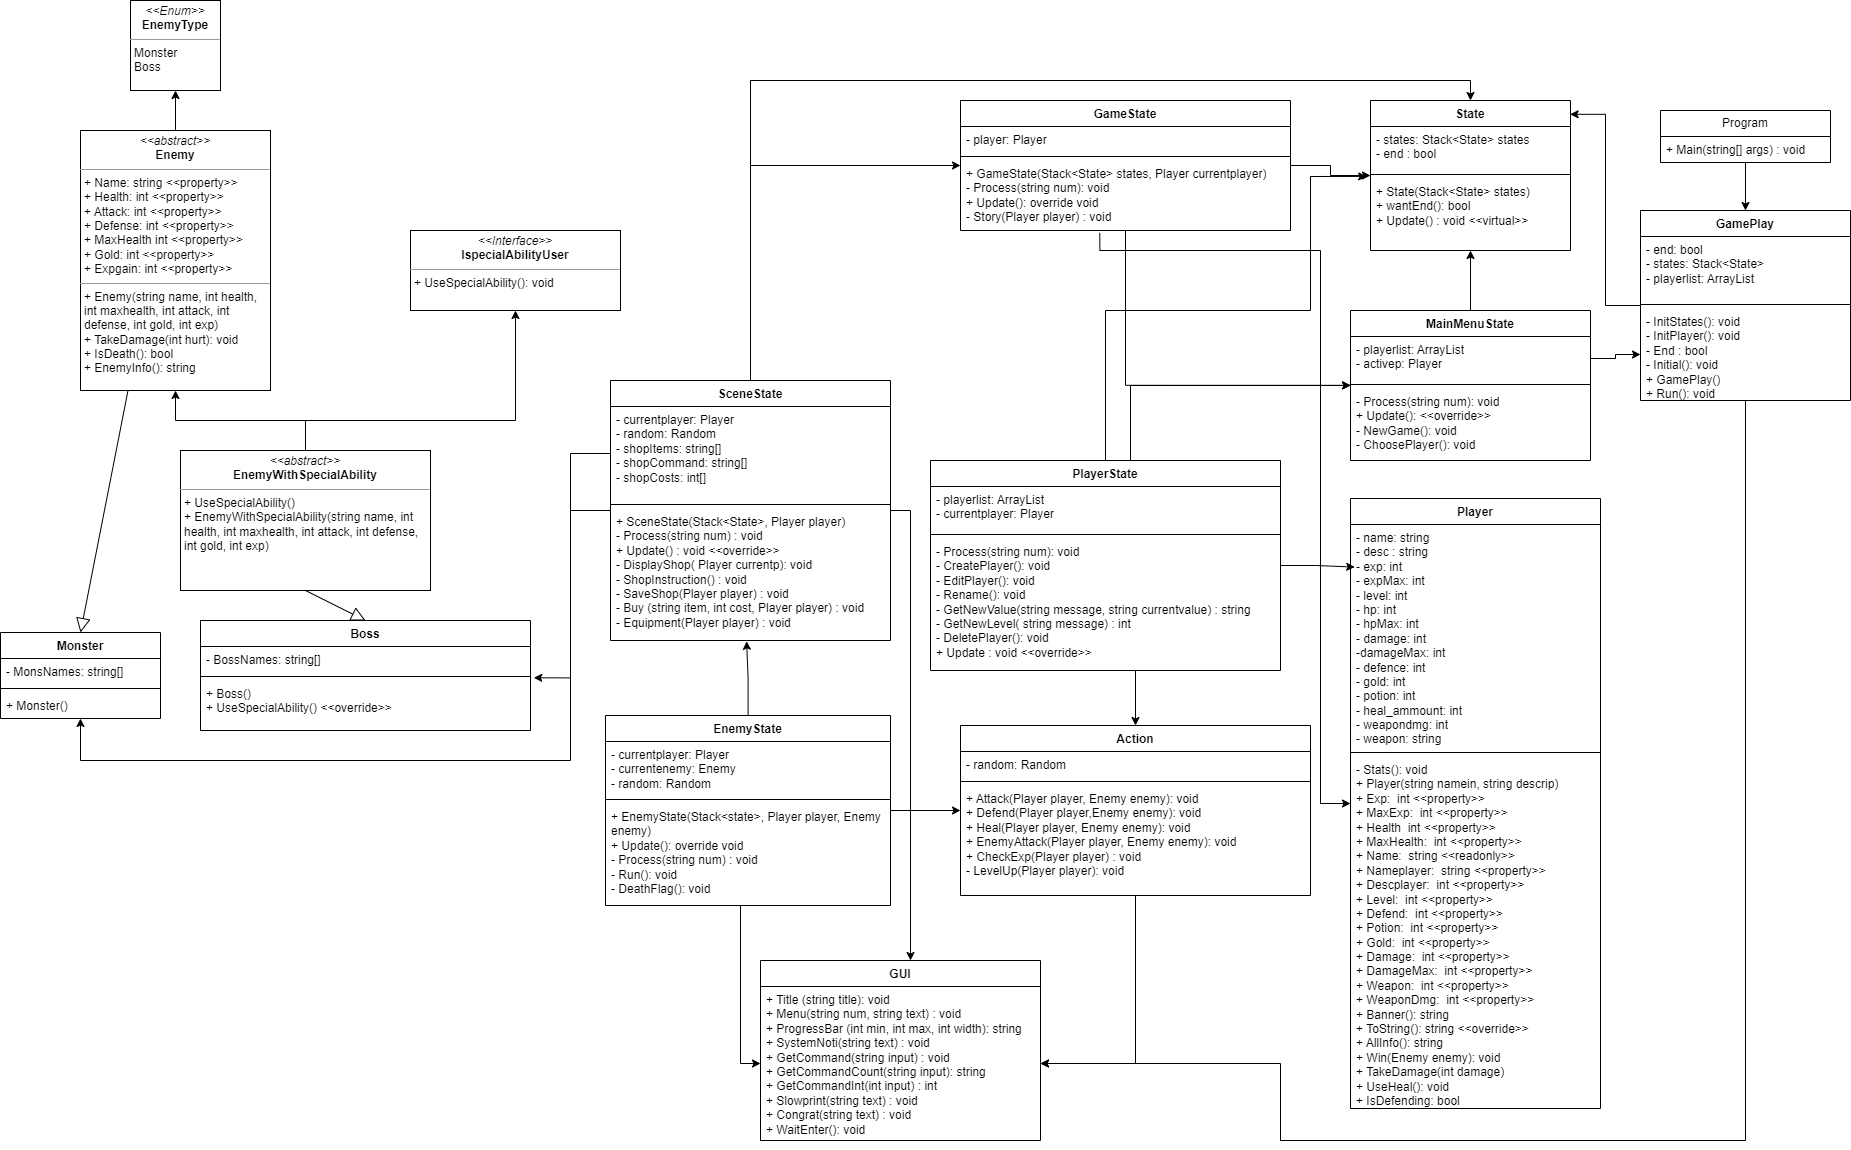 <<Enum>>
EnemyType
Monster
Boss
<<abstract>>
Enemy
+ Name: string <<property>>
+ Health: int <<property>>
+ Attack: int <<property>>
+ Defense: int <<property>>
+ MaxHealth int <<property>>
+ Gold: int <<property>>
+ Expgain: int <<property>>
+ Enemy(string name, int health,
int maxhealth, int attack, int
defense, int gold, int exp)
+ TakeDamage(int hurt): void
+ IsDeath(): bool
+ EnemyInfo(): string
<<Interface>>
IspecialAbilityUser
+ UseSpecialAbility(): void
<<abstract>>
EnemyWithSpecialAbility
+ UseSpecialAbility()
+ EnemyWithSpecialAbility(string name, int
health, int maxhealth, int attack, int defense,
int gold, int exp)
Monster
- MonsNames: string[]
+ Monster()
Boss
- BossNames: string[]
+ Boss()
+ UseSpecialAbility() <<override>>
SceneState
- currentplayer: Player
- random: Random
- shopItems: string[]
- shopCommand: string[]
- shopCosts: int[]
+ SceneState(Stack<State>, Player player)
- Process(string num) : void
+ Update() : void <<override>>
- DisplayShop( Player currentp): void
- ShopInstruction() : void
- SaveShop(Player player) : void
- Buy (string item, int cost, Player player) : void
- Equipment(Player player) : void
EnemyState
- currentplayer: Player
- currentenemy: Enemy
- random: Random
+ EnemyState(Stack<state>, Player player, Enemy
enemy)
+ Update(): override void
- Process(string num) : void
- Run(): void
- DeathFlag(): void
GameState
- player: Player
+ GameState(Stack<State> states, Player currentplayer)
- Process(string num): void
+ Update(): override void
- Story(Player player) : void
State
- states: Stack<State> states
- end : bool
+ State(Stack<State> states)
+ wantEnd(): bool
+ Update() : void <<virtual>>
Program
+ Main(string[] args) : void
GamePlay
- end: bool
- states: Stack<State>
- playerlist: ArrayList
- InitStates(): void
- InitPlayer(): void
- End : bool
- Initial(): void
+ GamePlay()
+ Run(): void
MainMenuState
- playerlist: ArrayList
- activep: Player
- Process(string num): void
+ Update(): <<override>>
- NewGame(): void
- ChoosePlayer(): void
PlayerState
- playerlist: ArrayList
- currentplayer: Player
- Process(string num): void
- CreatePlayer(): void
- EditPlayer(): void
- Rename(): void
- GetNewValue(string message, string currentvalue) : string
- GetNewLevel( string message) : int
- DeletePlayer(): void
+ Update : void <<override>>
Action
- random: Random
+ Attack(Player player, Enemy enemy): void
+ Defend(Player player,Enemy enemy): void
+ Heal(Player player, Enemy enemy): void
+ EnemyAttack(Player player, Enemy enemy): void
+ CheckExp(Player player) : void
- LevelUp(Player player): void
GUI
+ Title (string title): void
+ Menu(string num, string text) : void
+ ProgressBar (int min, int max, int width): string
+ SystemNoti(string text) : void
+ GetCommand(string input) : void
+ GetCommandCount(string input): string
+ GetCommandInt(int input) : int
+ Slowprint(string text) : void
+ Congrat(string text) : void
+ WaitEnter(): void
Player
- name: string
- desc : string
- exp: int
- expMax: int
- level: int
- hp: int
- hpMax: int
- damage: int
-damageMax: int
- defence: int
- gold: int
- potion: int
- heal_ammount: int
- weapondmg: int
- weapon: string
- Stats(): void
+ Player(string namein, string descrip)
+ Exp: int <<property>>
+ MaxExp: int <<property>>
+ Health int <<property>>
+ MaxHealth: int <<property>>
+ Name: string <<readonly>>
+ Nameplayer: string <<property>>
+ Descplayer: int <<property>>
+ Level: int <<property>>
+ Defend: int <<property>>
+ Potion: int <<property>>
+ Gold: int <<property>>
+ Damage: int <<property>>
+ DamageMax: int <<property>>
+ Weapon: int <<property>>
+ WeaponDmg: int <<property>>
+ Banner(): string
+ ToString(): string <<override>>
+ AllInfo(): string
+ Win(Enemy enemy): void
+ TakeDamage(int damage)
+ UseHeal(): void
+ IsDefending: bool